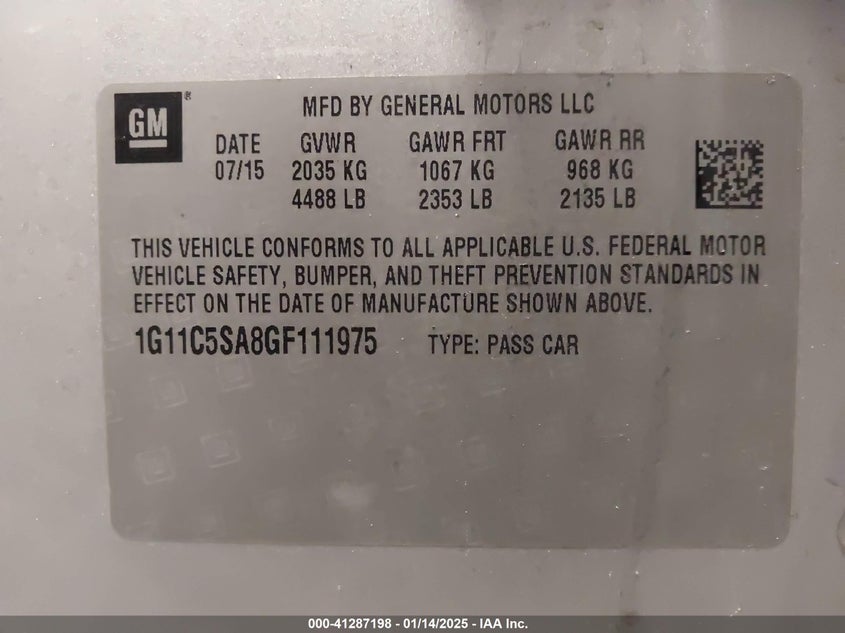 GM ®
MFD BY GENERAL MOTORS LLC
DATE GVWR GAWR FRT GAWR RR
07/15 2035 KG 1067 KG 968 KG
4488 LB 2353 LB 2135 LB
THIS VEHICLE CONFORMS TO ALL APPLICABLE U.S. FEDERAL MOTOR
VEHICLE SAFETY, BUMPER, AND THEFT PREVENTION STANDARDS IN
EFFECT ON THE DATE OF MANUFACTURE SHOWN ABOVE.
1G11C5SA8GF111975 TYPE: PASS CAR
000-41287198 - 01/14/2025 - IAA Inc.